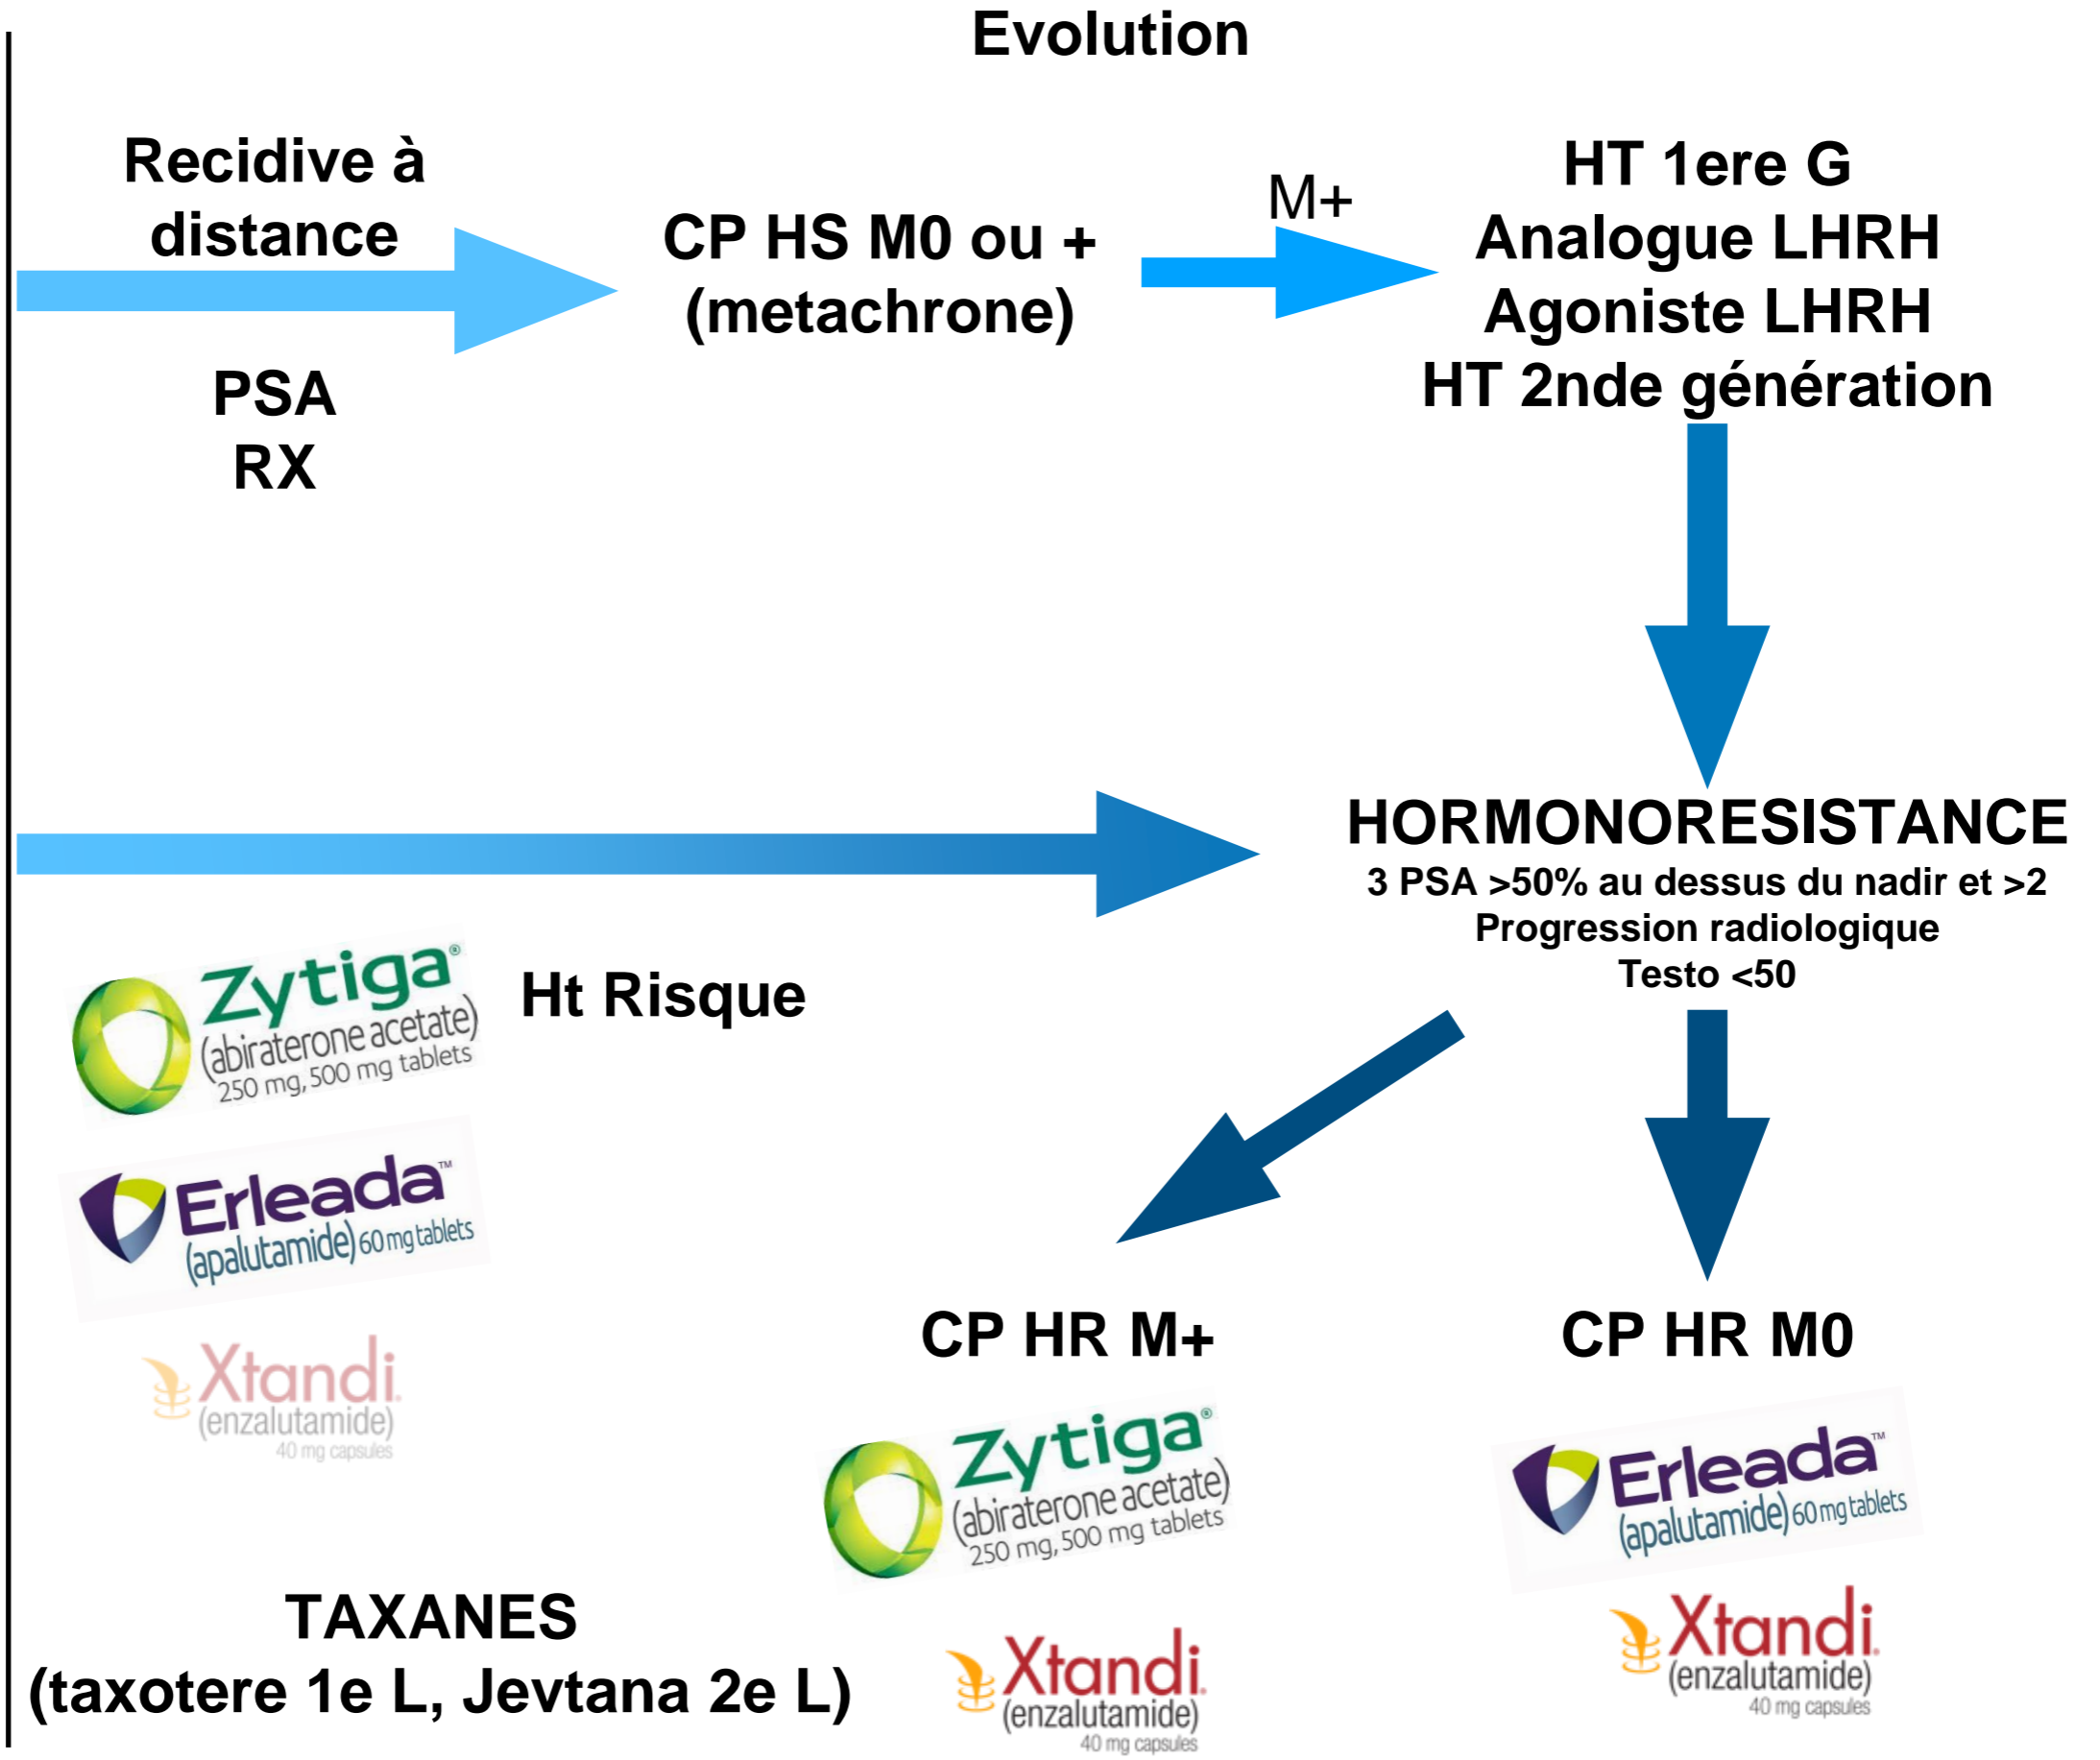 Evolution
Recidive à
distance
PSA
RX
CP HS M0 ou +
(metachrone)
M+
HT 1ere G
Analogue LHRH
Agoniste LHRH
HT 2nde génération
HORMONORESISTANCE
3 PSA >50% au dessus du nadir et >2
Progression radiologique
Testo <50
Zytiga®
(abiraterone acetate)
250 mg, 500 mg tablets
Ht Risque
Erleada™
(apalutamide) 60 mg tablets
Xtandi®
(enzalutamide)
40 mg capsules
TAXANES
(taxotere 1e L, Jevtana 2e L)
CP HR M+
Zytiga®
(abiraterone acetate)
250 mg, 500 mg tablets
Xtandi®
(enzalutamide)
40 mg capsules
CP HR M0
Erleada™
(apalutamide) 60 mg tablets
Xtandi®
(enzalutamide)
40 mg capsules